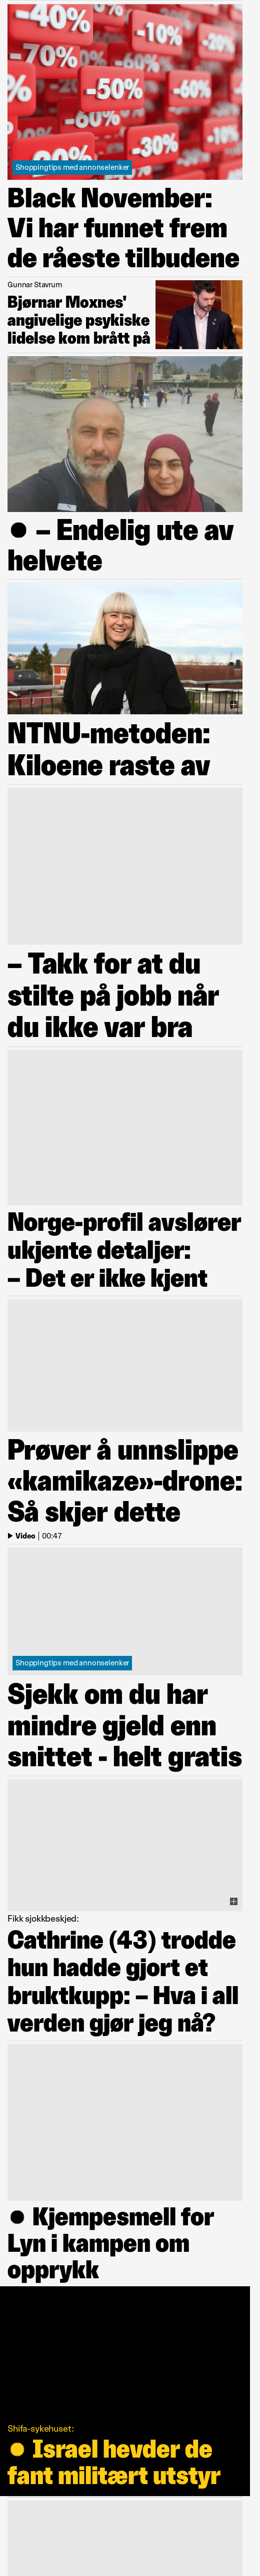 -40%
-10%
-20%
-70%
-50%
-60%
-60%
-30%
Shoppingtips med annonselenker
Black November:
Vi har funnet frem
de råeste tilbudene
Gunnar Stavrum
Bjørnar Moxnes'
angivelige psykiske
lidelse kom brått på
● – Endelig ute av
helvete
NTNU-metoden:
Kiloene raste av
– Takk for at du
stilte på jobb når
du ikke var bra
Norge-profil avslører
ukjente detaljer:
– Det er ikke kjent
Prøver å unnslippe
«kamikaze»-drone:
Så skjer dette
Video | 00:47
Shoppingtips med annonselenker
Sjekk om du har
mindre gjeld enn
snittet - helt gratis
Fikk sjokkbeskjed:
Cathrine (43) trodde
hun hadde gjort et
bruktkupp: – Hva i all
verden gjør jeg nå?
● Kjempesmell for
Lyn i kampen om
opprykk
Shifa-sykehuset:
● Israel hevder de
fant militært utstyr